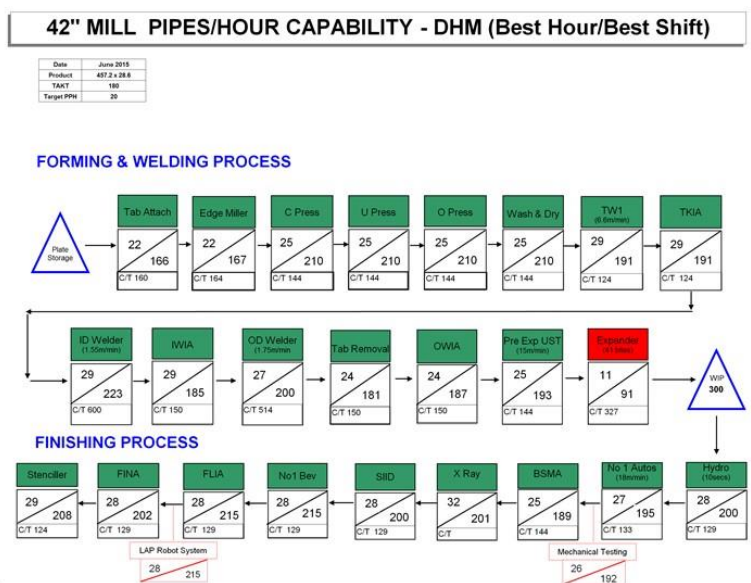 42" MILL PIPES/HOUR CAPABILITY - DHM (Best Hour/Best Shift)
Date June 2015
Product 457.2 x 28.6
TAKT 180
Target PPH 20
FORMING & WELDING PROCESS
Plate
Storage
Tab Attach
22
166
C/T 160
Edge Miller
22
167
C/T 164
C Press
25
210
C/T 144
U Press
25
210
C/T 144
O Press
25
210
C/T 144
Wash & Dry
25
210
C/T 144
TW1
(6.6m/min)
29
191
C/T 124
TKIA
29
191
C/T 124
ID Welder
(1.55m/min)
29
223
C/T 600
IWIA
29
185
C/T 150
OD Welder
(1.75m/min
27
200
C/T 514
Tab Removal
24
181
C/T 150
OWIA
24
187
C/T 150
Pre Exp UST
(15m/min)
25
193
C/T 144
Expander
11
91
C/T 327
WIP
300
FINISHING PROCESS
Stenciller
29
208
C/T 124
FINA
28
202
C/T 129
FLIA
28
215
C/T 129
No1 Bev
28
215
C/T 129
SIID
28
200
C/T 129
X Ray
32
201
C/T
BSMA
25
189
C/T 144
No 1 Autos
(18m/min)
27
195
C/T 133
Hydro
(10secs)
28
200
C/T 129
LAP Robot System
28
215
Mechanical Testing
26
192